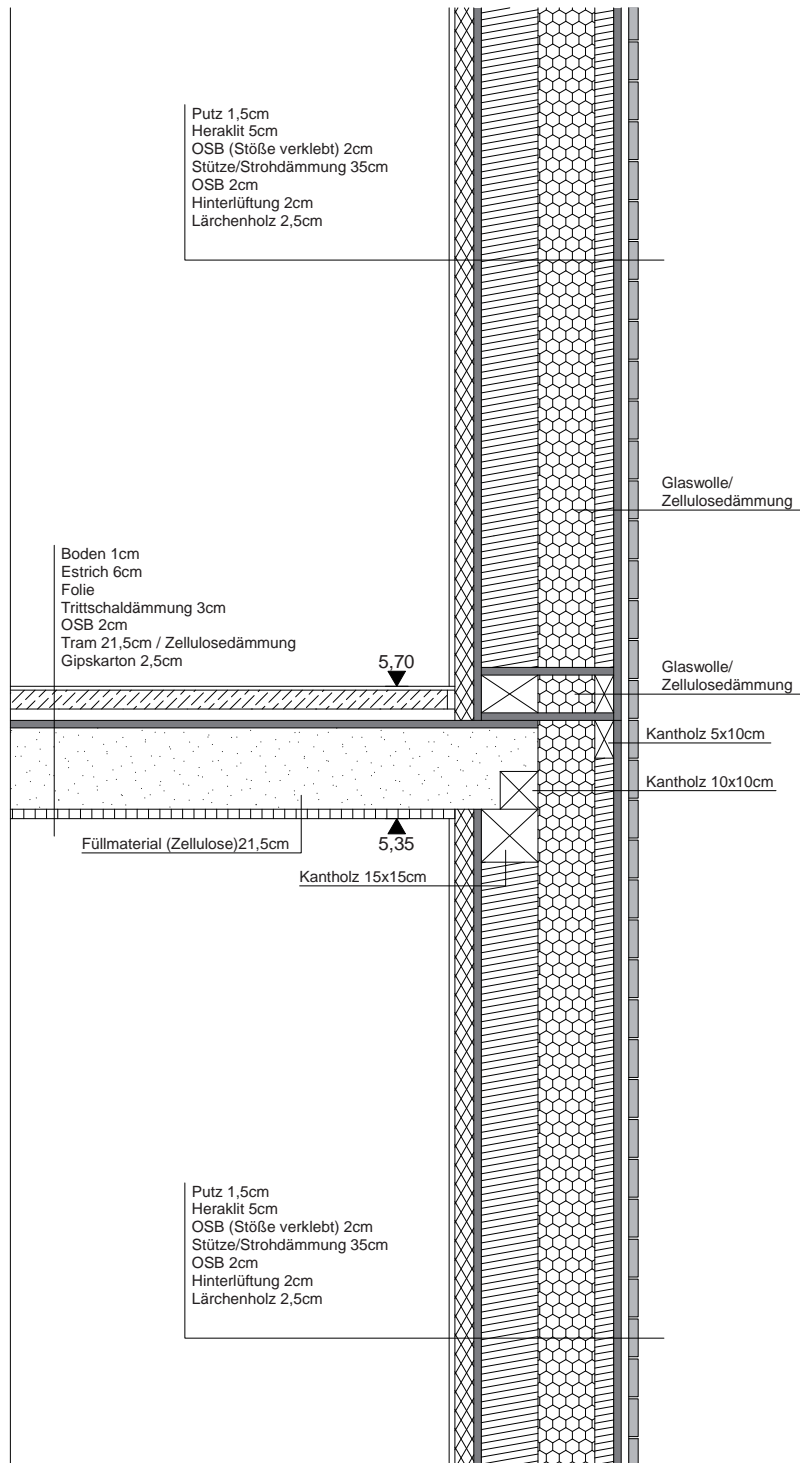 Putz 1,5cm
Heraklit 5cm
OSB (Stöße verklebt) 2cm
Stütze/Strohdämmung 35cm
OSB 2cm
Hinterlüftung 2cm
Lärchenholz 2,5cm
Glaswolle/
Zellulosedämmung
Boden 1cm
Estrich 6cm
Folie
Trittschaldämmung 3cm
OSB 2cm
Tram 21,5cm / Zellulosedämmung
Gipskarton 2,5cm
5,70
Glaswolle/
Zellulosedämmung
Kantholz 5x10cm
Kantholz 10x10cm
Füllmaterial (Zellulose)21,5cm
5,35
Kantholz 15x15cm
Putz 1,5cm
Heraklit 5cm
OSB (Stöße verklebt) 2cm
Stütze/Strohdämmung 35cm
OSB 2cm
Hinterlüftung 2cm
Lärchenholz 2,5cm